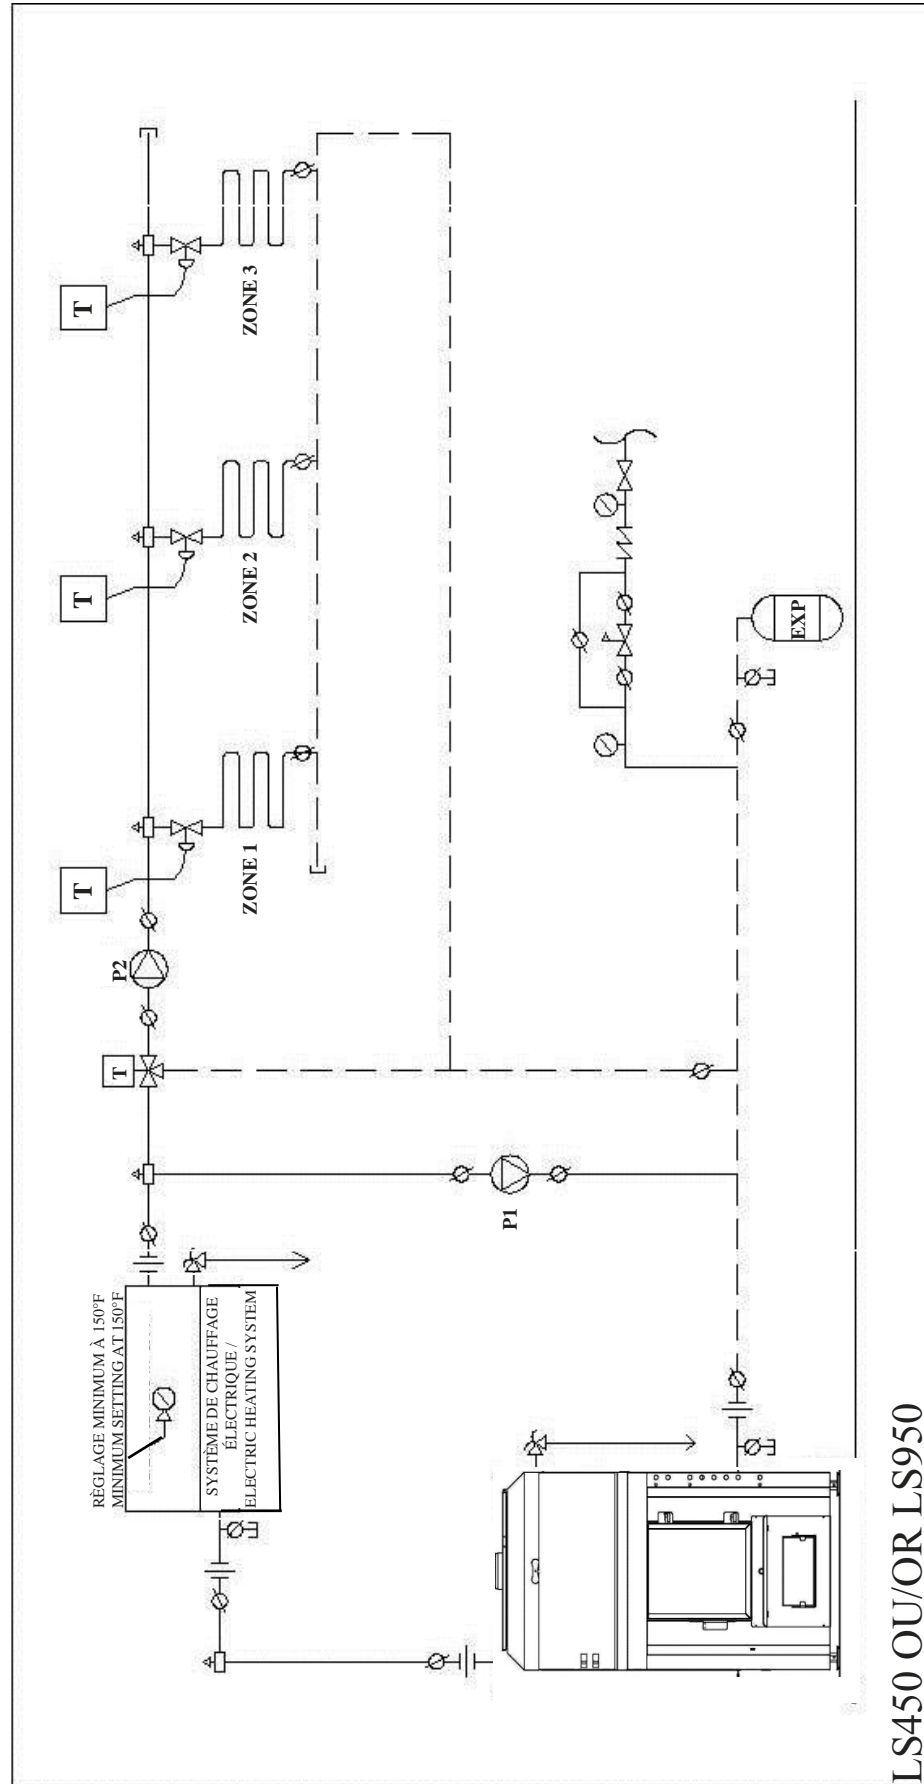 RÈGLAGE MINIMUM À 150°F
MINIMUM SETTING AT 150°F
SYSTÈME DE CHAUFFAGE
ÉLECTRIQUE /
ELECTRIC HEATING SYSTEM
T
P2
T
T
T
ZONE 1
ZONE 2
ZONE 3
P1
EXP
LS450 OU/OR LS950